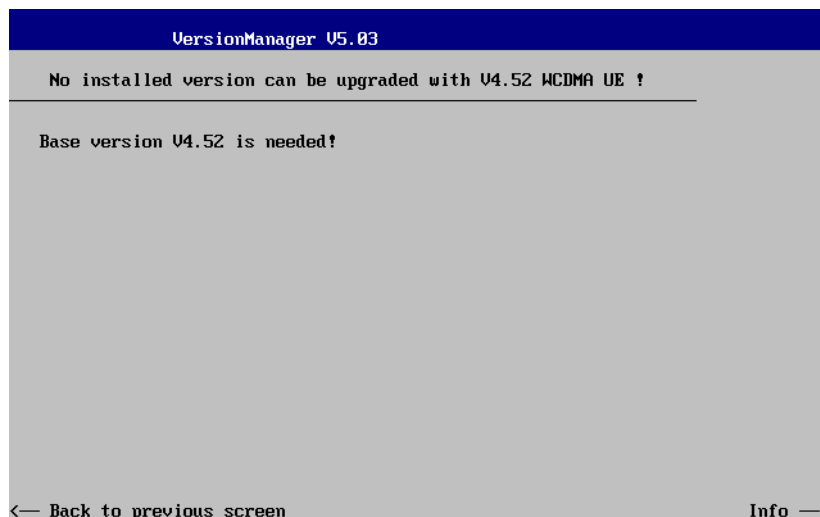 VersionManager V5.03
No installed version can be upgraded with V4.52 WCDMA UE !
Base version V4.52 is needed!
<— Back to previous screen Info —